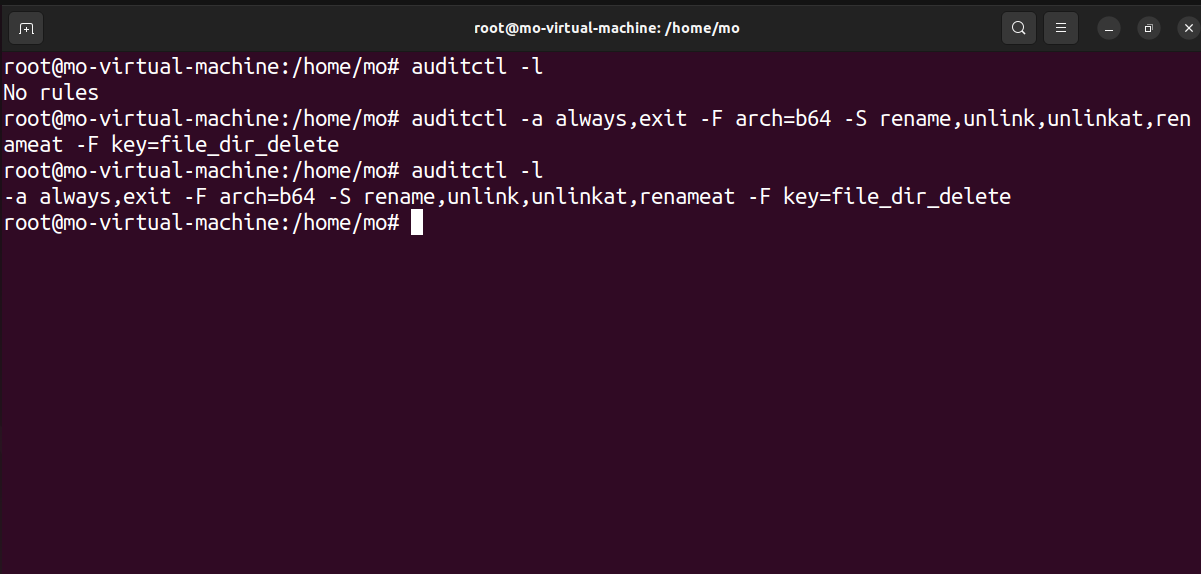 root@mo-virtual-machine: /home/mo
root@mo-virtual-machine:/home/mo# auditctl -l
No rules
root@mo-virtual-machine:/home/mo# auditctl -a always,exit -F arch=b64 -S rename,unlink,unlinkat,ren
ameat -F key=file_dir_delete
root@mo-virtual-machine:/home/mo# auditctl -l
-a always,exit -F arch=b64 -S rename,unlink,unlinkat,renameat -F key=file_dir_delete
root@mo-virtual-machine:/home/mo#